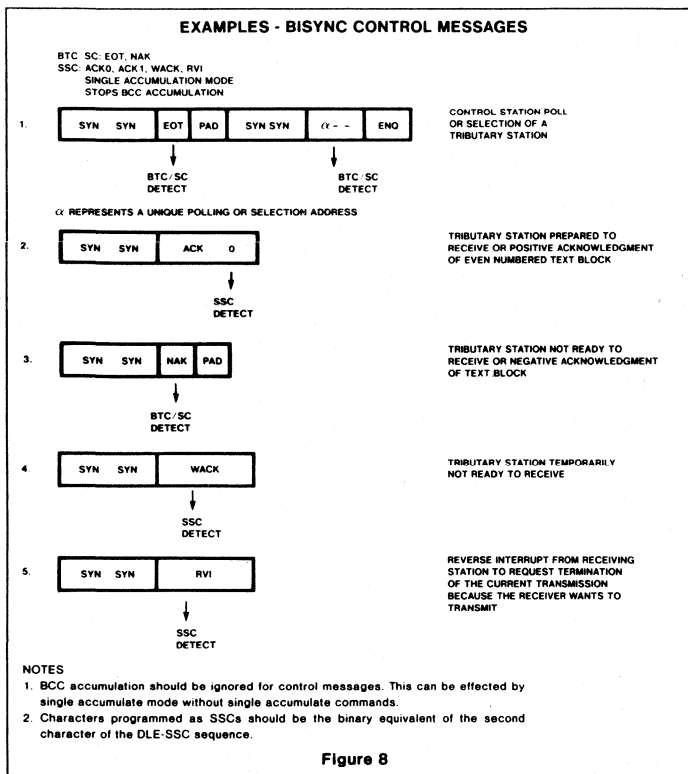 EXAMPLES - BISYNC CONTROL MESSAGES
BTC SC: EOT, NAK
SSC: ACK0, ACK1, WACK, RVI
SINGLE ACCUMULATION MODE
STOPS BCC ACCUMULATION
1. SYN SYN EOT PAD SYN SYN α - - ENQ
CONTROL STATION POLL
OR SELECTION OF A
TRIBUTARY STATION
BTC/SC
DETECT
BTC/SC
DETECT
α REPRESENTS A UNIQUE POLLING OR SELECTION ADDRESS
2. SYN SYN ACK 0
TRIBUTARY STATION PREPARED TO
RECEIVE OR POSITIVE ACKNOWLEDGMENT
OF EVEN NUMBERED TEXT BLOCK
SSC
DETECT
3. SYN SYN NAK PAD
TRIBUTARY STATION NOT READY TO
RECEIVE OR NEGATIVE ACKNOWLEDGMENT
OF TEXT BLOCK
BTC/SC
DETECT
4. SYN SYN WACK
TRIBUTARY STATION TEMPORARILY
NOT READY TO RECEIVE
SSC
DETECT
5. SYN SYN RVI
REVERSE INTERRUPT FROM RECEIVING
STATION TO REQUEST TERMINATION
OF THE CURRENT TRANSMISSION
BECAUSE THE RECEIVER WANTS TO
TRANSMIT
SSC
DETECT
NOTES
1. BCC accumulation should be ignored for control messages. This can be effected by
single accumulate mode without single accumulate commands.
2. Characters programmed as SSCs should be the binary equivalent of the second
character of the DLE-SSC sequence.
Figure 8